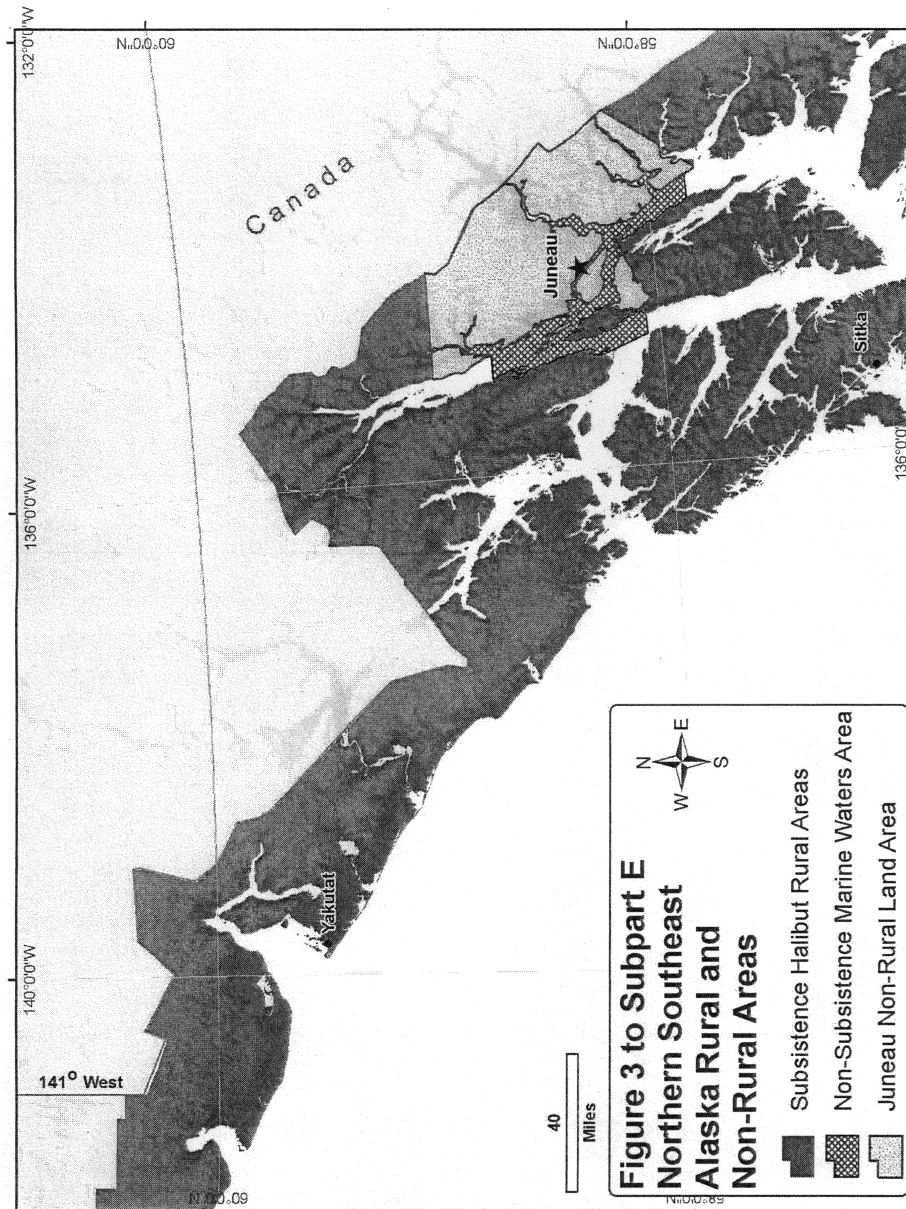 132°0'0"W
136°0'0"W
140°0'0"W
60°0'0"N
58°0'0"N
Canada
Juneau
Sitka
136°0'0"
Yakutat
141° West
60°0'0"N
58°0'0"N
40
Miles
Figure 3 to Subpart E
Northern Southeast
Alaska Rural and
Non-Rural Areas
N
W
E
S
Subsistence Halibut Rural Areas
Non-Subsistence Marine Waters Area
Juneau Non-Rural Land Area